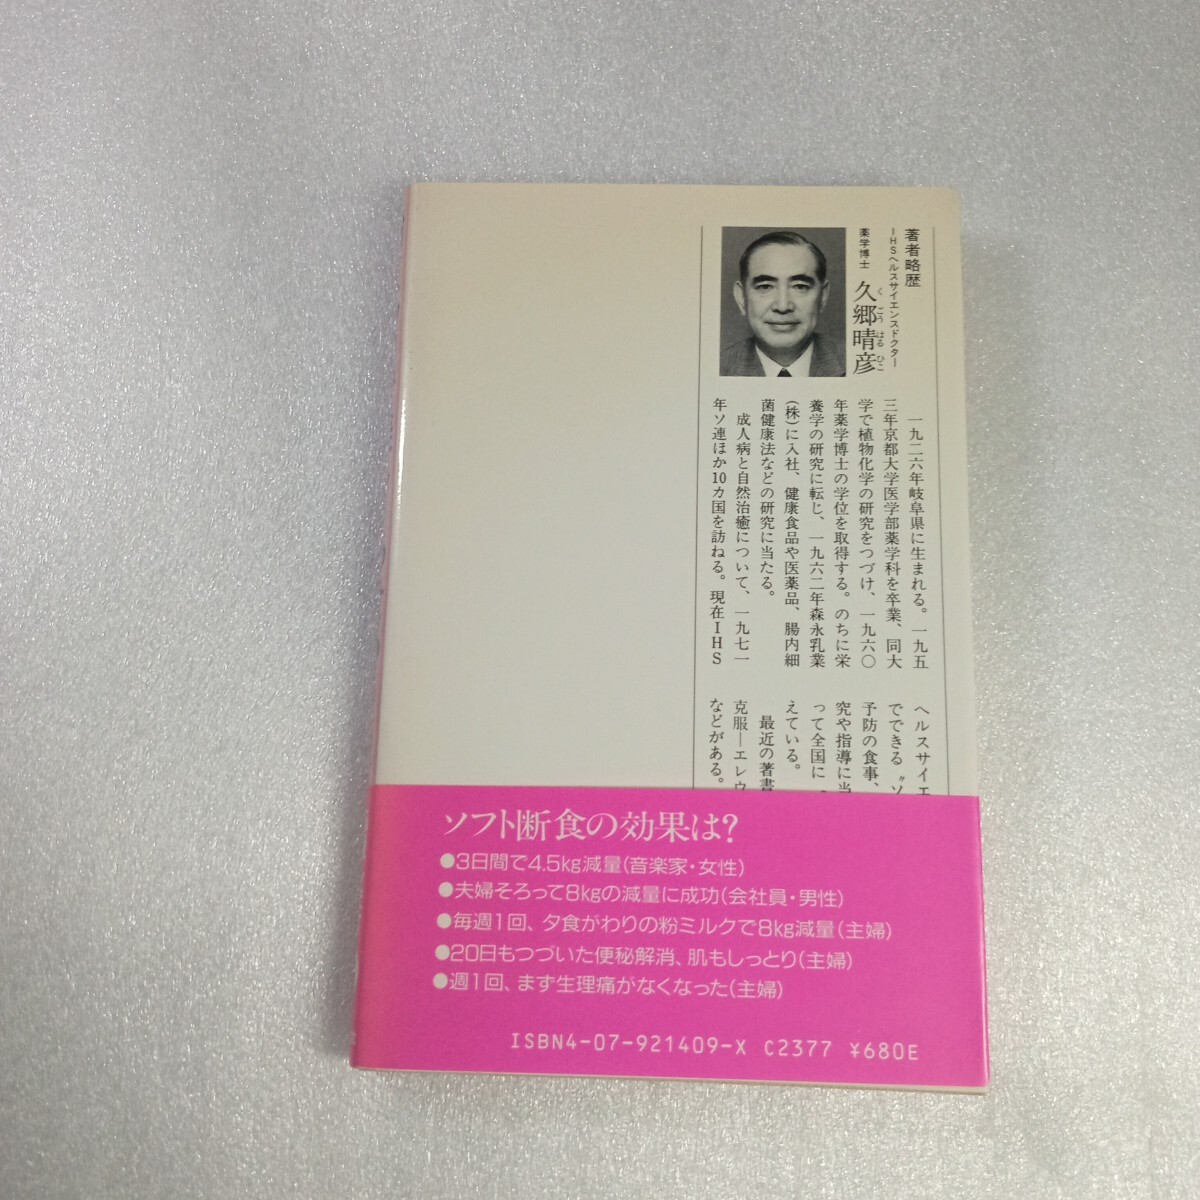 著者略歴
IHSヘルスサイエンスドクター
薬学博士
久郷晴彦
く ごう はる ひこ
一九二六年岐阜県に生まれる。一九五
三年京都大学医学部薬学科を卒業、同大
学で植物化学の研究をつづけ、一九六〇
年薬学博士の学位を取得する。のちに栄
養学の研究に転じ、一九六二年森永乳業
(株)に入社、健康食品や医薬品、腸内細
菌健康法などの研究に当たる。
成人病と自然治癒について、一九七一
年ソ連ほか10カ国を訪ねる。現在IHS
ヘルスサイエ
でできる〝ソ
予防の食事、
究や指導に当
って全国に
えている。
最近の著書
克服―エレウ
などがある。
ソフト断食の効果は?
●3日間で4.5kg減量(音楽家・女性)
●夫婦そろって8kgの減量に成功(会社員・男性)
●毎週1回、夕食がわりの粉ミルクで8kg減量(主婦)
●20日もつづいた便秘解消、肌もしっとり(主婦)
●週1回、まず生理痛がなくなった(主婦)
ISBN4-07-921409-X C2377 ¥680E